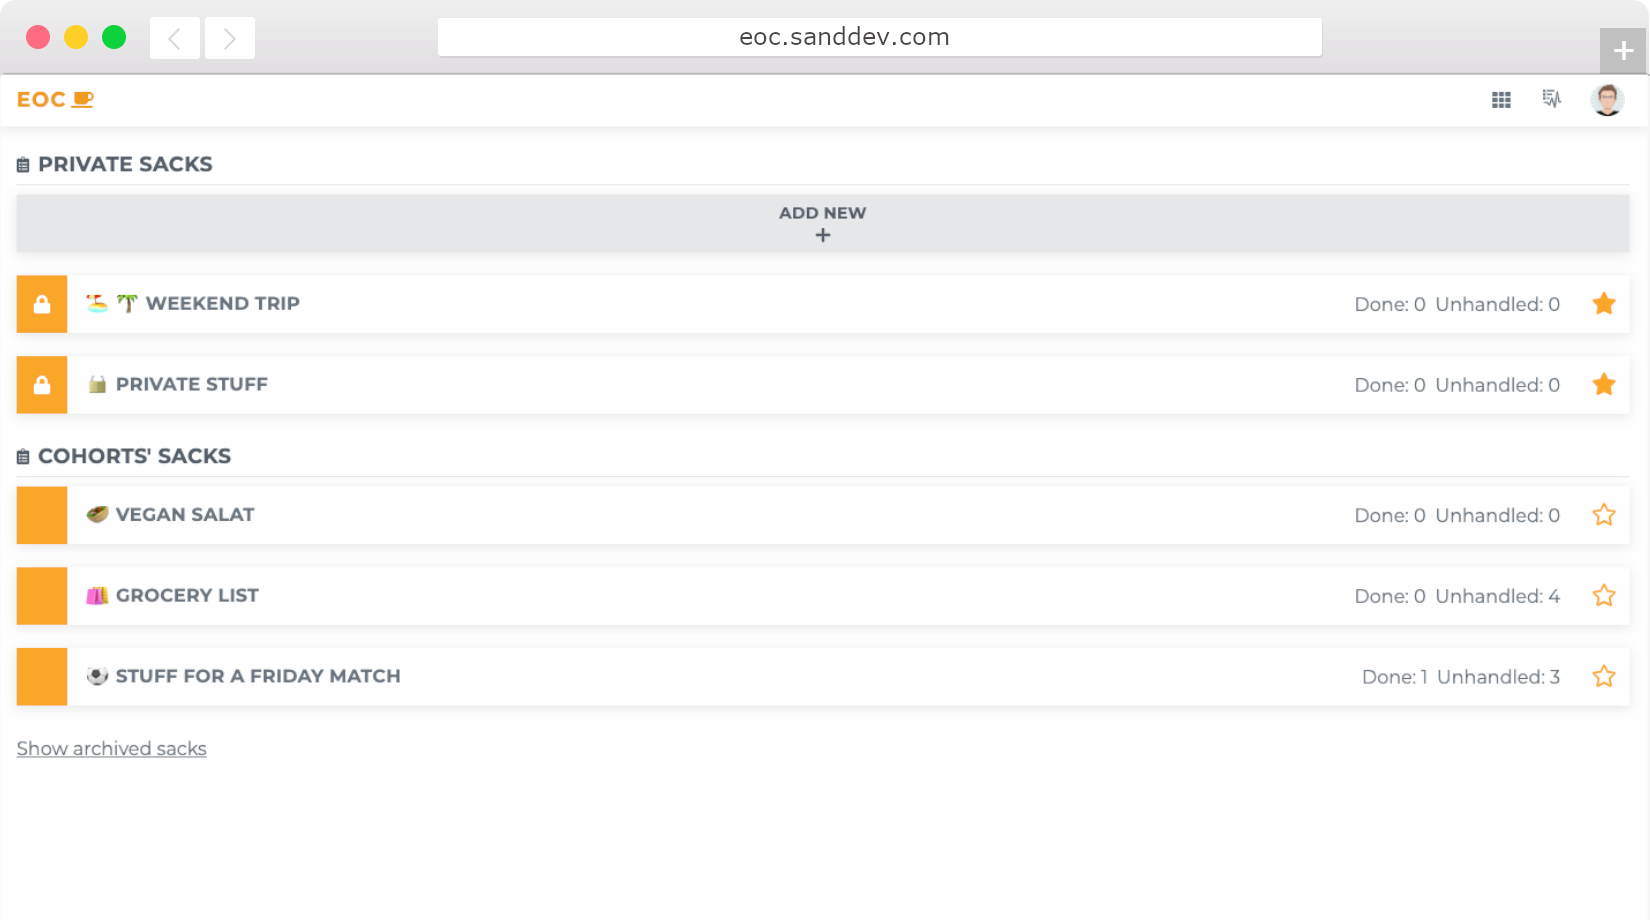 eoc.sanddev.com
EOC
PRIVATE SACKS
ADD NEW
WEEKEND TRIP Done: 0 Unhandled: 0
PRIVATE STUFF Done: 0 Unhandled: 0
COHORTS' SACKS
VEGAN SALAT Done: 0 Unhandled: 0
GROCERY LIST Done: 0 Unhandled: 4
STUFF FOR A FRIDAY MATCH Done: 1 Unhandled: 3
Show archived sacks